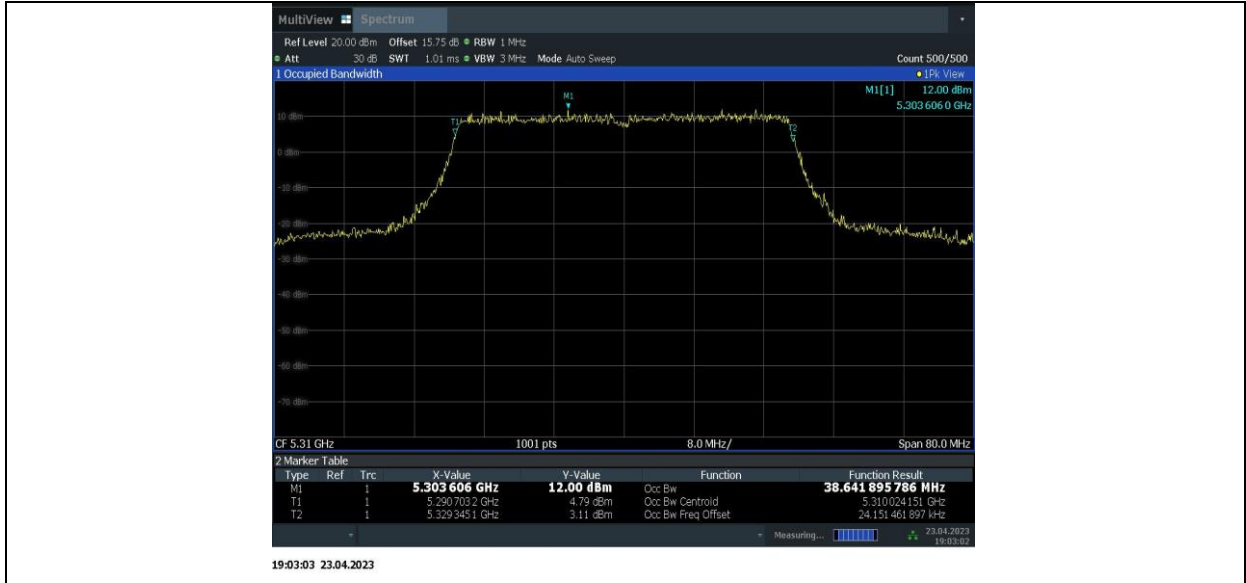 MultiView Spectrum
Ref Level 20.00 dBm Offset 15.75 dB RBW 1 MHz
Att 30 dB SWT 1.01 ms VBW 3 MHz Mode Auto Sweep Count 500/500
1 Occupied Bandwidth 1Pk View
M1[1] 12.00 dBm
5.303 606 0 GHz
M1
10 dBm
T1
T2
0 dBm
-10 dBm
-20 dBm
-30 dBm
-40 dBm
-50 dBm
-60 dBm
-70 dBm
CF 5.31 GHz 1001 pts 8.0 MHz/ Span 80.0 MHz
2 Marker Table
Type Ref Trc X-Value Y-Value Function Function Result
M1 1 5.303 606 GHz 12.00 dBm Occ Bw 38.641 895 786 MHz
T1 1 5.290 703 2 GHz 4.79 dBm Occ Bw Centroid 5.310 024 151 GHz
T2 1 5.329 345 1 GHz 3.11 dBm Occ Bw Freq Offset 24.151 461 897 kHz
Measuring... 23.04.2023
19:03:02
19:03:03 23.04.2023